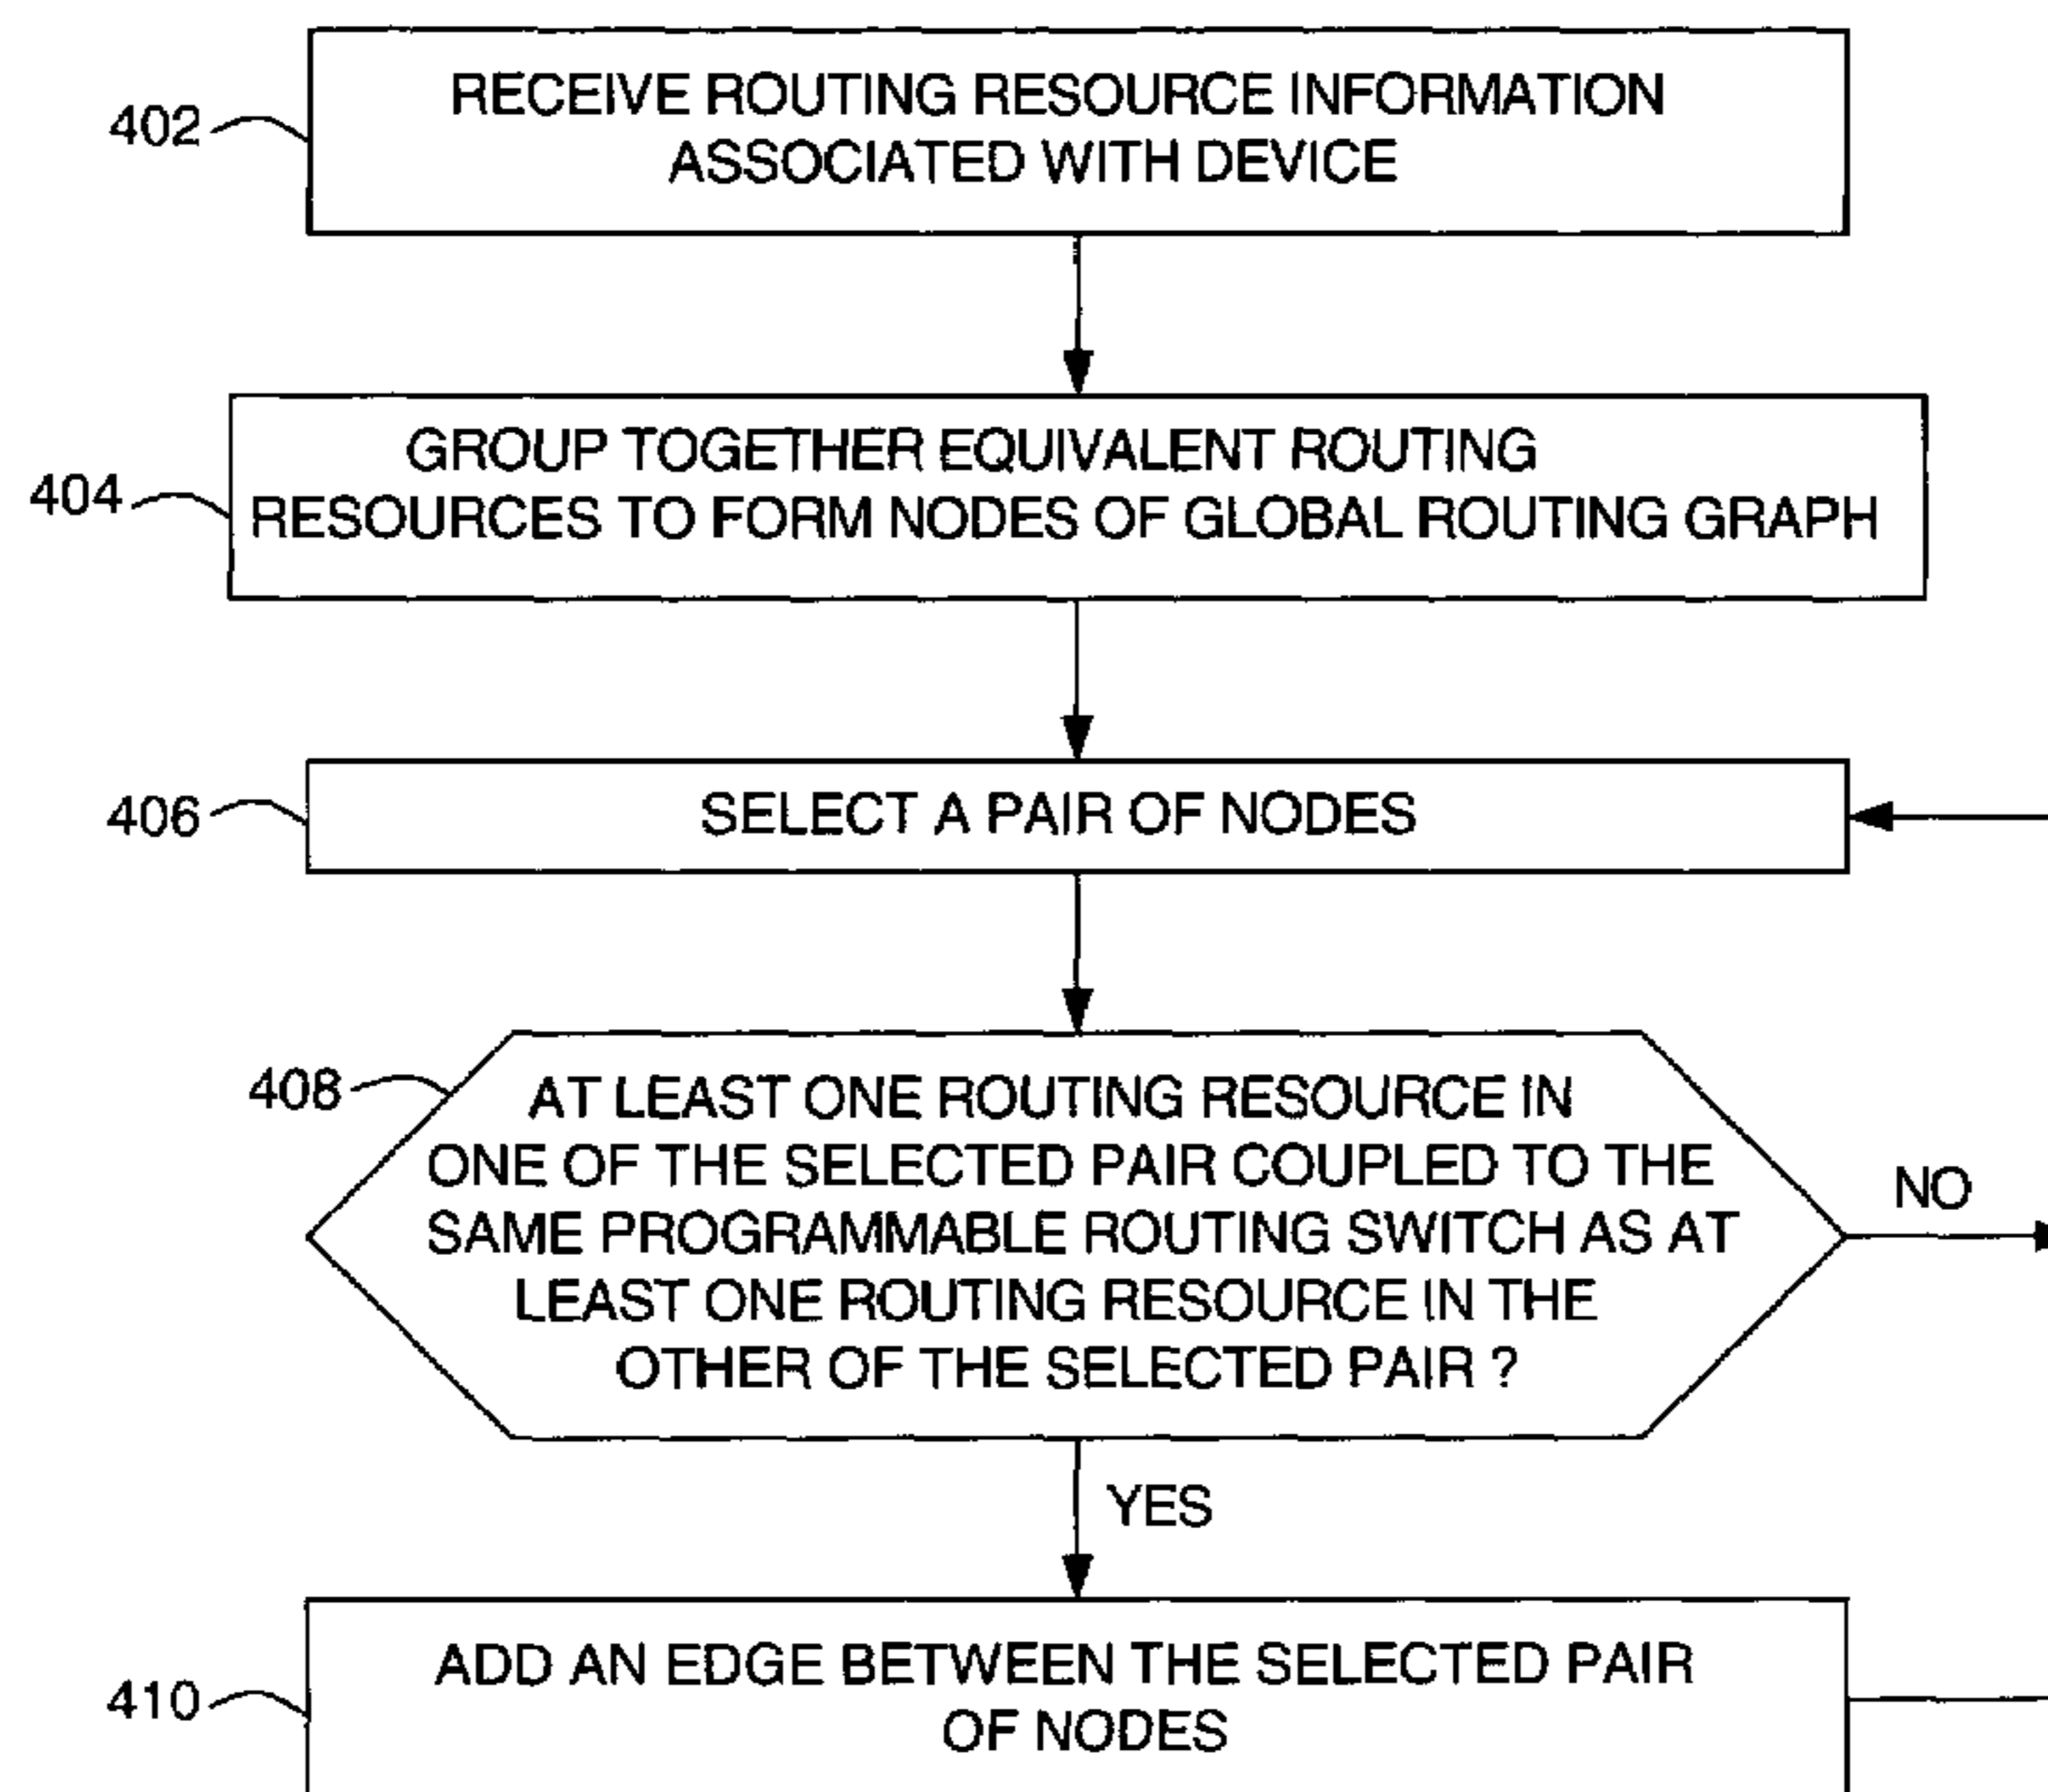 402
RECEIVE ROUTING RESOURCE INFORMATION
ASSOCIATED WITH DEVICE
404
GROUP TOGETHER EQUIVALENT ROUTING
RESOURCES TO FORM NODES OF GLOBAL ROUTING GRAPH
406
SELECT A PAIR OF NODES
408
AT LEAST ONE ROUTING RESOURCE IN
ONE OF THE SELECTED PAIR COUPLED TO THE
SAME PROGRAMMABLE ROUTING SWITCH AS AT
LEAST ONE ROUTING RESOURCE IN THE
OTHER OF THE SELECTED PAIR ?
NO
YES
410
ADD AN EDGE BETWEEN THE SELECTED PAIR
OF NODES